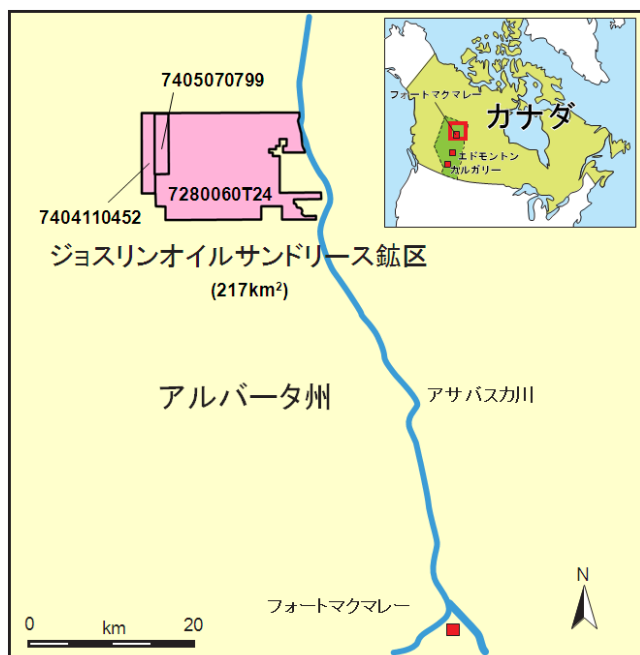 7405070799
7404110452
7280060T24
ジョスリンオイルサンドリース鉱区
(217km²)
フォートマクマレー
カナダ
エドモントン
カルガリー
アルバータ州
アサバスカ川
フォートマクマレー
N
0 20
km